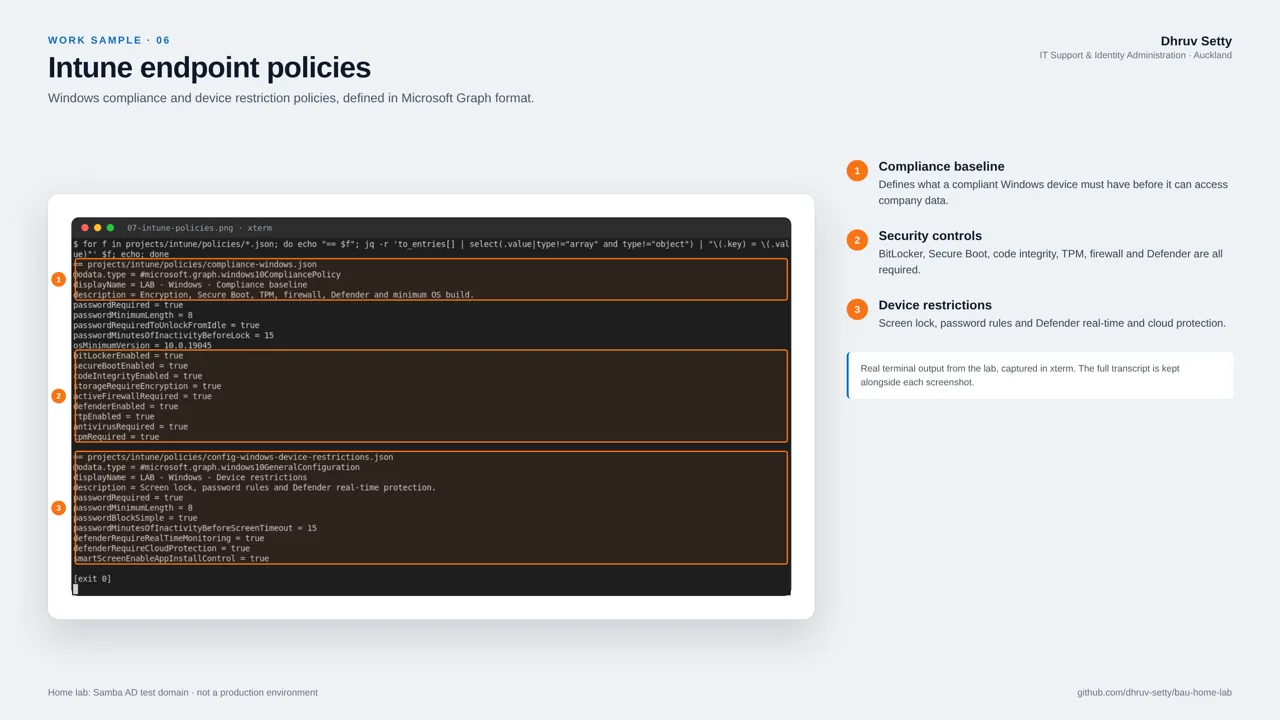 WORK SAMPLE · 06
Intune endpoint policies
Windows compliance and device restriction policies, defined in Microsoft Graph format.
Dhruv Setty
IT Support & Identity Administration · Auckland
07-intune-policies.png · xterm
$ for f in projects/intune/policies/*.json; do echo "== $f"; jq -r 'to_entries[] | select(.value|type!="array" and type!="object") | "\(.key) = \(.val
ue)"' $f; echo; done
== projects/intune/policies/compliance-windows.json
@odata.type = #microsoft.graph.windows10CompliancePolicy
displayName = LAB - Windows - Compliance baseline
description = Encryption, Secure Boot, TPM, firewall, Defender and minimum OS build.
passwordRequired = true
passwordMinimumLength = 8
passwordRequiredToUnlockFromIdle = true
passwordMinutesOfInactivityBeforeLock = 15
osMinimumVersion = 10.0.19045
bitLockerEnabled = true
secureBootEnabled = true
codeIntegrityEnabled = true
storageRequireEncryption = true
activeFirewallRequired = true
defenderEnabled = true
rtpEnabled = true
antivirusRequired = true
tpmRequired = true
== projects/intune/policies/config-windows-device-restrictions.json
@odata.type = #microsoft.graph.windows10GeneralConfiguration
displayName = LAB - Windows - Device restrictions
description = Screen lock, password rules and Defender real-time protection.
passwordRequired = true
passwordMinimumLength = 8
passwordBlockSimple = true
passwordMinutesOfInactivityBeforeScreenTimeout = 15
defenderRequireRealTimeMonitoring = true
defenderRequireCloudProtection = true
smartScreenEnableAppInstallControl = true
[exit 0]
1
2
3
1
Compliance baseline
Defines what a compliant Windows device must have before it can access
company data.
2
Security controls
BitLocker, Secure Boot, code integrity, TPM, firewall and Defender are all
required.
3
Device restrictions
Screen lock, password rules and Defender real-time and cloud protection.
Real terminal output from the lab, captured in xterm. The full transcript is kept
alongside each screenshot.
Home lab: Samba AD test domain · not a production environment
github.com/dhruv-setty/bau-home-lab